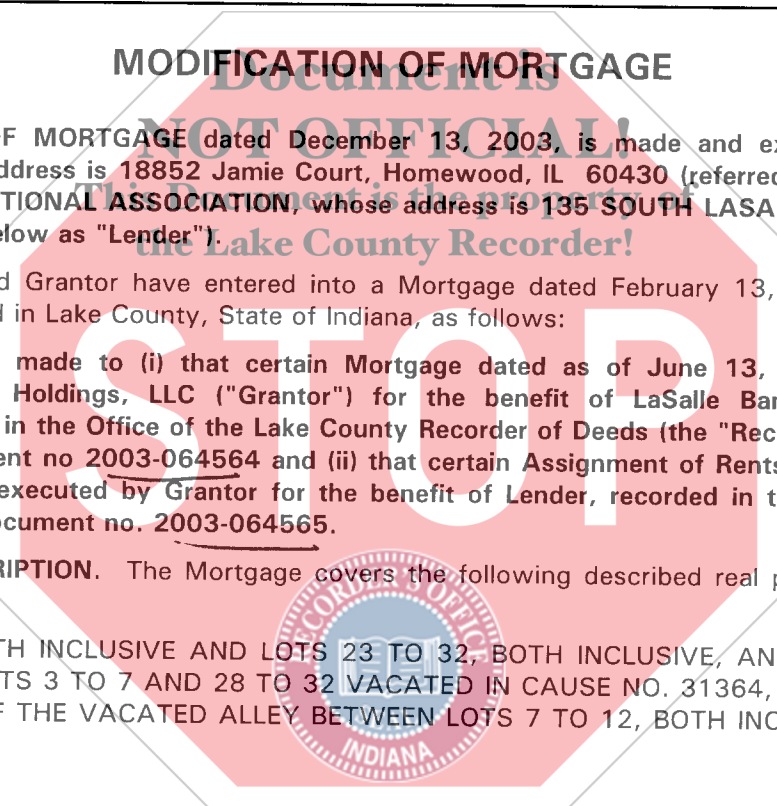 MODIFICATION OF MORTGAGE
Document is
NOT OFFICIAL!
This Document is the property of
the Lake County Recorder!
F MORTGAGE dated December 13, 2003, is made and ex
ddress is 18852 Jamie Court, Homewood, IL 60430 (referred
TIONAL ASSOCIATION, whose address is 135 SOUTH LASA
elow as "Lender").
d Grantor have entered into a Mortgage dated February 13,
d in Lake County, State of Indiana, as follows:
made to (i) that certain Mortgage dated as of June 13,
Holdings, LLC ("Grantor") for the benefit of LaSalle Ban
in the Office of the Lake County Recorder of Deeds (the "Rec
ent no 2003-064564 and (ii) that certain Assignment of Rents
executed by Grantor for the benefit of Lender, recorded in t
ocument no. 2003-064565.
RIPTION. The Mortgage covers the following described real p
TH INCLUSIVE AND LOTS 23 TO 32, BOTH INCLUSIVE, AN
TS 3 TO 7 AND 28 TO 32 VACATED IN CAUSE NO. 31364,
F THE VACATED ALLEY BETWEEN LOTS 7 TO 12, BOTH INC
STOP
RECORDER'S OFFICE
INDIANA